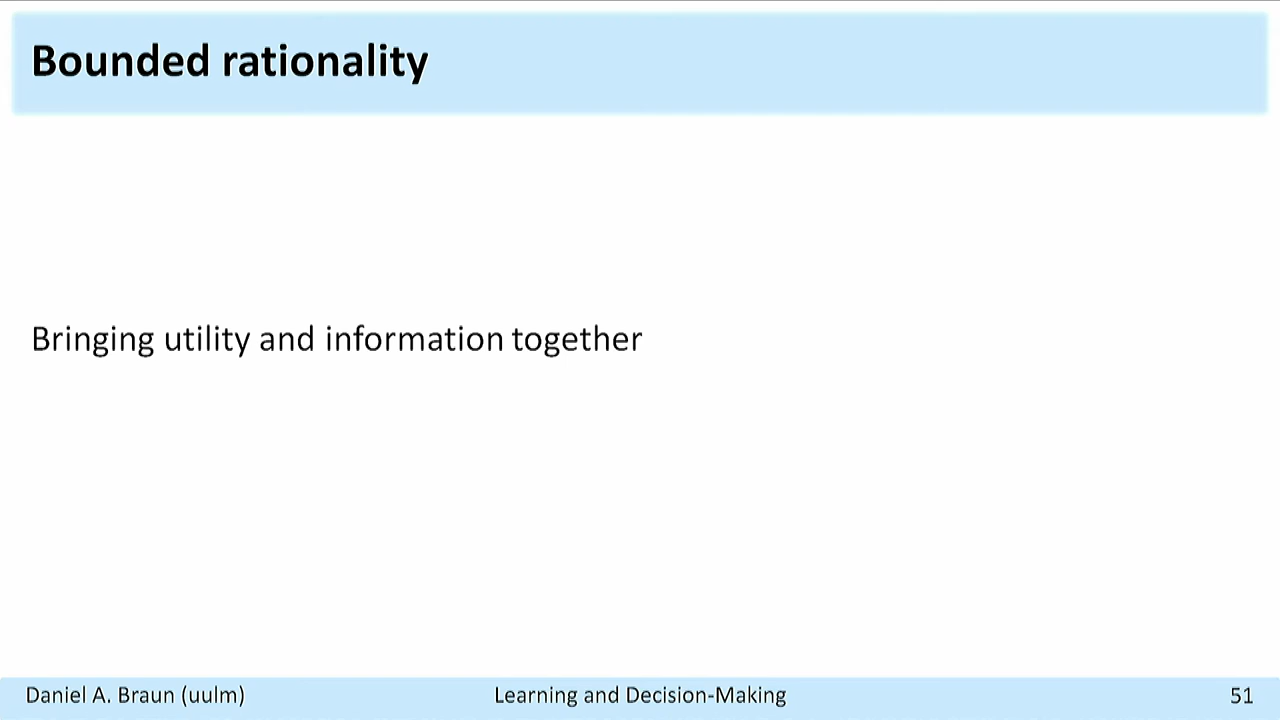 Bounded rationality
Bringing utility and information together
Daniel A. Braun (uulm)
Learning and Decision-Making
51